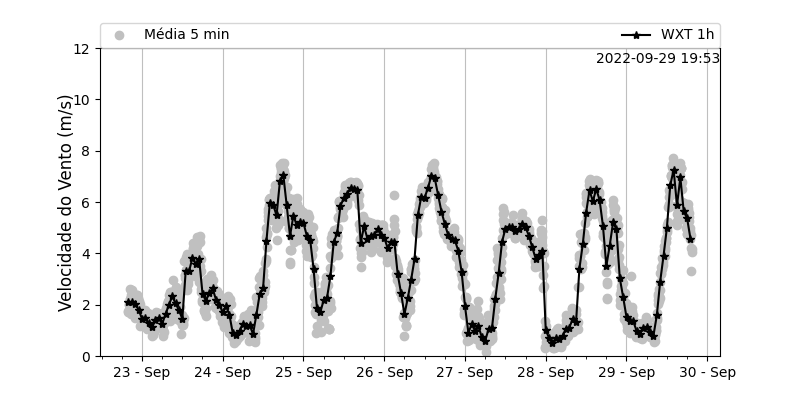 Média 5 min
WXT 1h
2022-09-29 19:53
Velocidade do Vento (m/s)
12
10
8
6
4
2
0
23 - Sep 24 - Sep 25 - Sep 26 - Sep 27 - Sep 28 - Sep 29 - Sep 30 - Sep